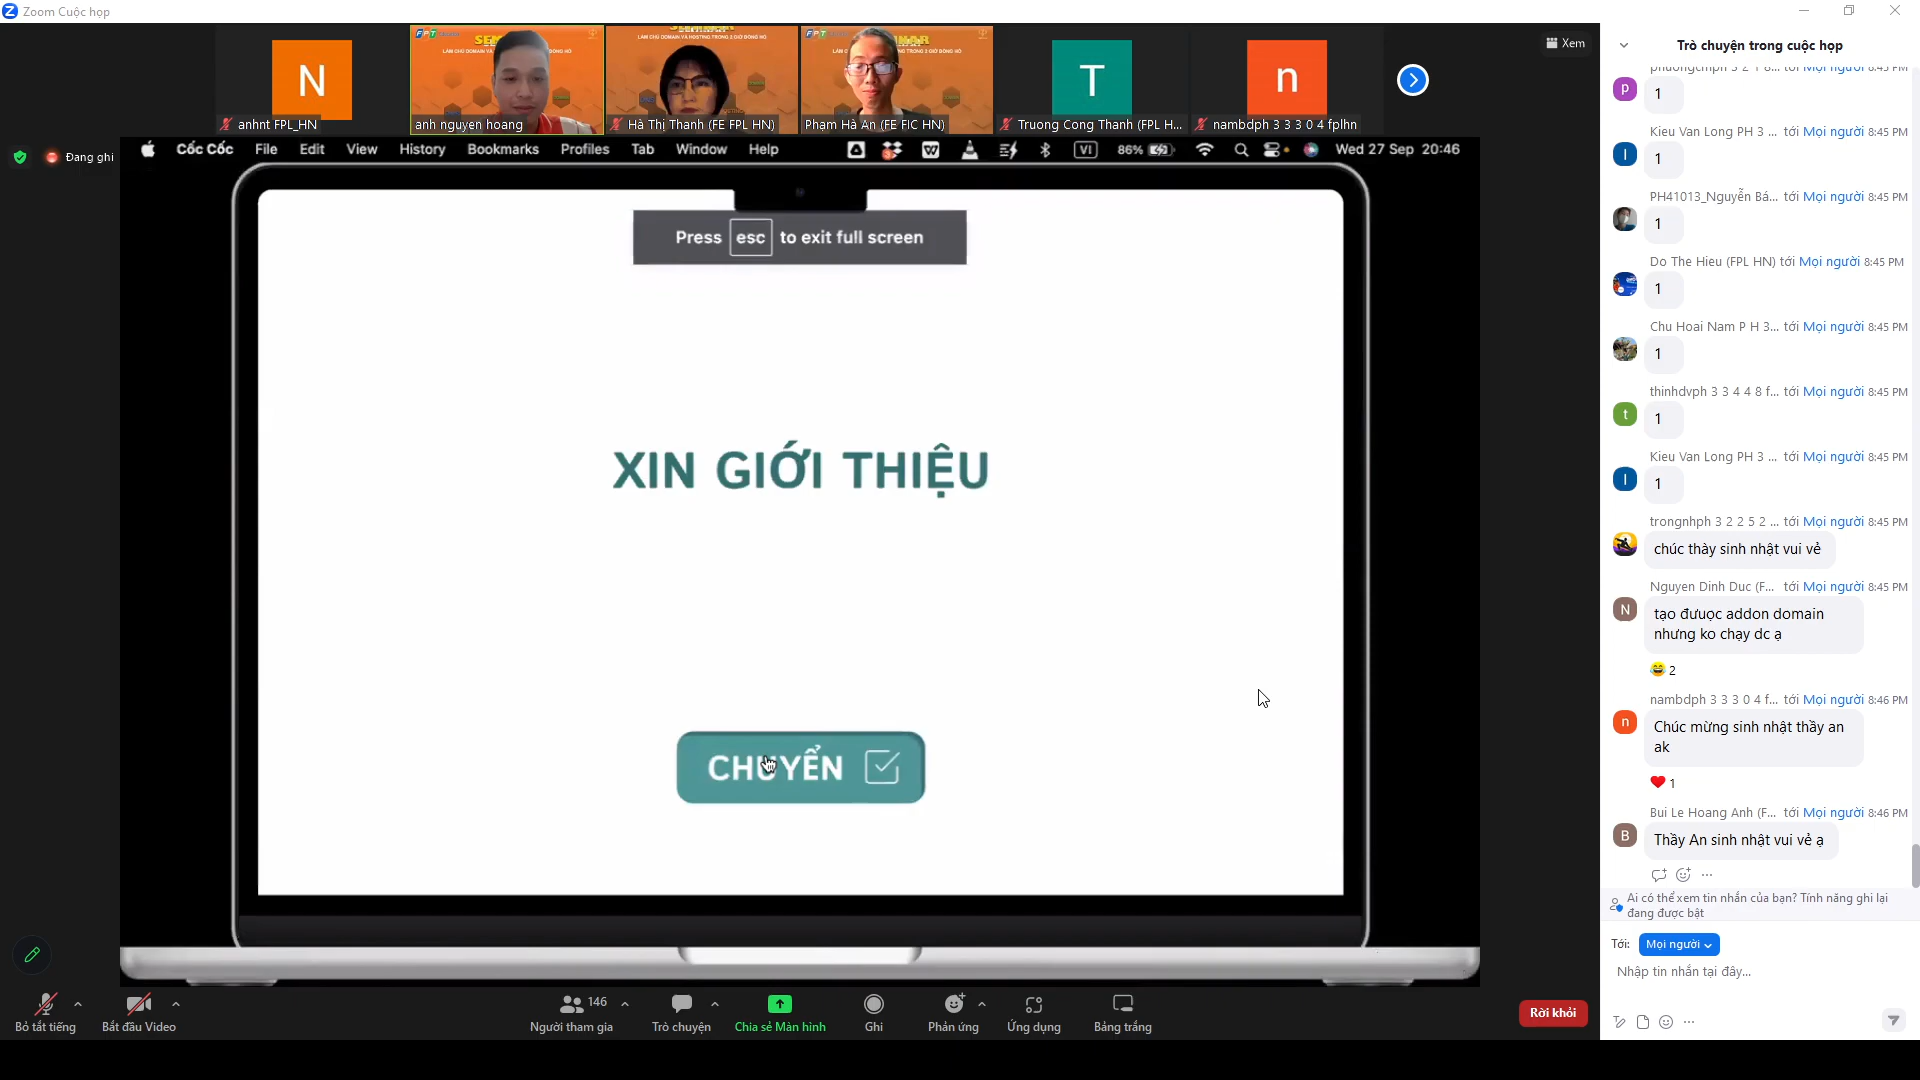 Zoom Cuộc họp
N
anhnt FPL_HN
anh nguyen hoang
Hà Thị Thanh (FE FPL HN)
Phạm Hà An (FE FIC HN)
T
Truong Cong Thanh (FPL H...
n
nambdph 3 3 3 0 4 fplhn
Xem
Đang ghi
Cốc Cốc File Edit View History Bookmarks Profiles Tab Window Help
VI 86% Wed 27 Sep 20:46
Press esc to exit full screen
XIN GIỚI THIỆU
CHUYỂN
Bỏ tắt tiếng
Bắt đầu Video
146
Người tham gia
Trò chuyện
Chia sẻ Màn hình
Ghi
Phản ứng
Ứng dụng
Bảng trắng
Rời khỏi
Trò chuyện trong cuộc họp
p
1
Kieu Van Long PH 3 ... tới Mọi người 8:45 PM
l
1
PH41013_Nguyễn Bá... tới Mọi người 8:45 PM
1
Do The Hieu (FPL HN) tới Mọi người 8:45 PM
1
Chu Hoai Nam P H 3... tới Mọi người 8:45 PM
1
thinhdvph 3 3 4 4 8 f... tới Mọi người 8:45 PM
t
1
Kieu Van Long PH 3 ... tới Mọi người 8:45 PM
l
1
trongnhph 3 2 2 5 2 ... tới Mọi người 8:45 PM
chúc thày sinh nhật vui vẻ
Nguyen Dinh Duc (F... tới Mọi người 8:45 PM
N
tạo đưuọc addon domain
nhưng ko chạy dc ạ
2
nambdph 3 3 3 0 4 f... tới Mọi người 8:46 PM
n
Chúc mừng sinh nhật thầy an
ak
1
Bui Le Hoang Anh (F... tới Mọi người 8:46 PM
B
Thầy An sinh nhật vui vẻ ạ
Ai có thể xem tin nhắn của bạn? Tính năng ghi lại
đang được bật
Tới: Mọi người
Nhập tin nhắn tại đây...